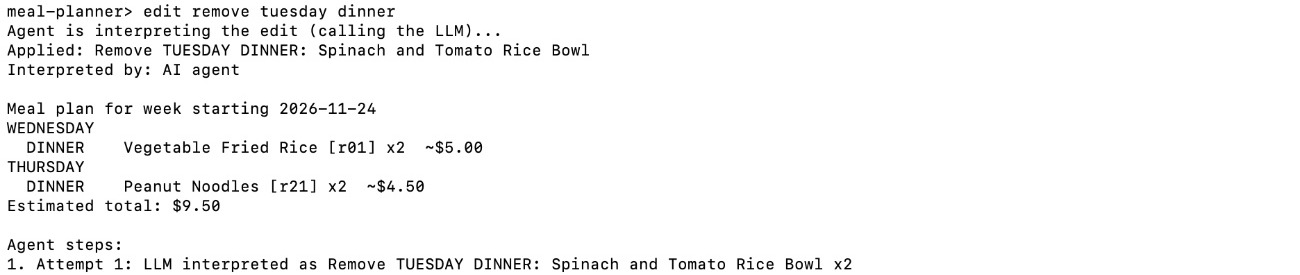 meal-planner> edit remove tuesday dinner
Agent is interpreting the edit (calling the LLM)...
Applied: Remove TUESDAY DINNER: Spinach and Tomato Rice Bowl
Interpreted by: AI agent
Meal plan for week starting 2026-11-24
WEDNESDAY
DINNER Vegetable Fried Rice [r01] x2 ~$5.00
THURSDAY
DINNER Peanut Noodles [r21] x2 ~$4.50
Estimated total: $9.50
Agent steps:
1. Attempt 1: LLM interpreted as Remove TUESDAY DINNER: Spinach and Tomato Rice Bowl x2